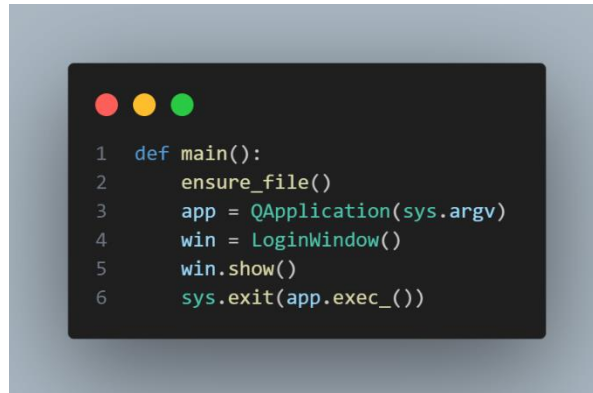 1 def main():
2     ensure_file()
3     app = QApplication(sys.argv)
4     win = LoginWindow()
5     win.show()
6     sys.exit(app.exec_())